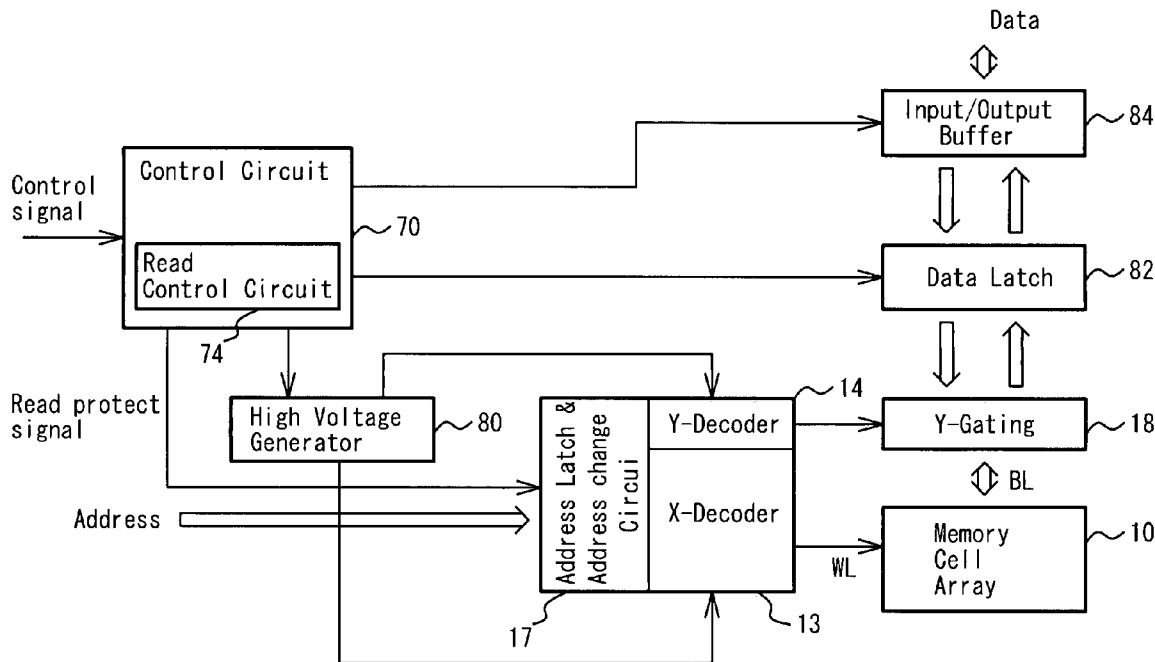 Data
Input/Output
Buffer
84
Control Circuit
Control
signal
70
Read
Control Circuit
Data Latch
82
74
14
Read protect
signal
High Voltage
Generator
80
Address Latch &
Address change
Circui
Y-Decoder
Y-Gating
18
BL
Address
X-Decoder
Memory
Cell
Array
10
WL
17
13